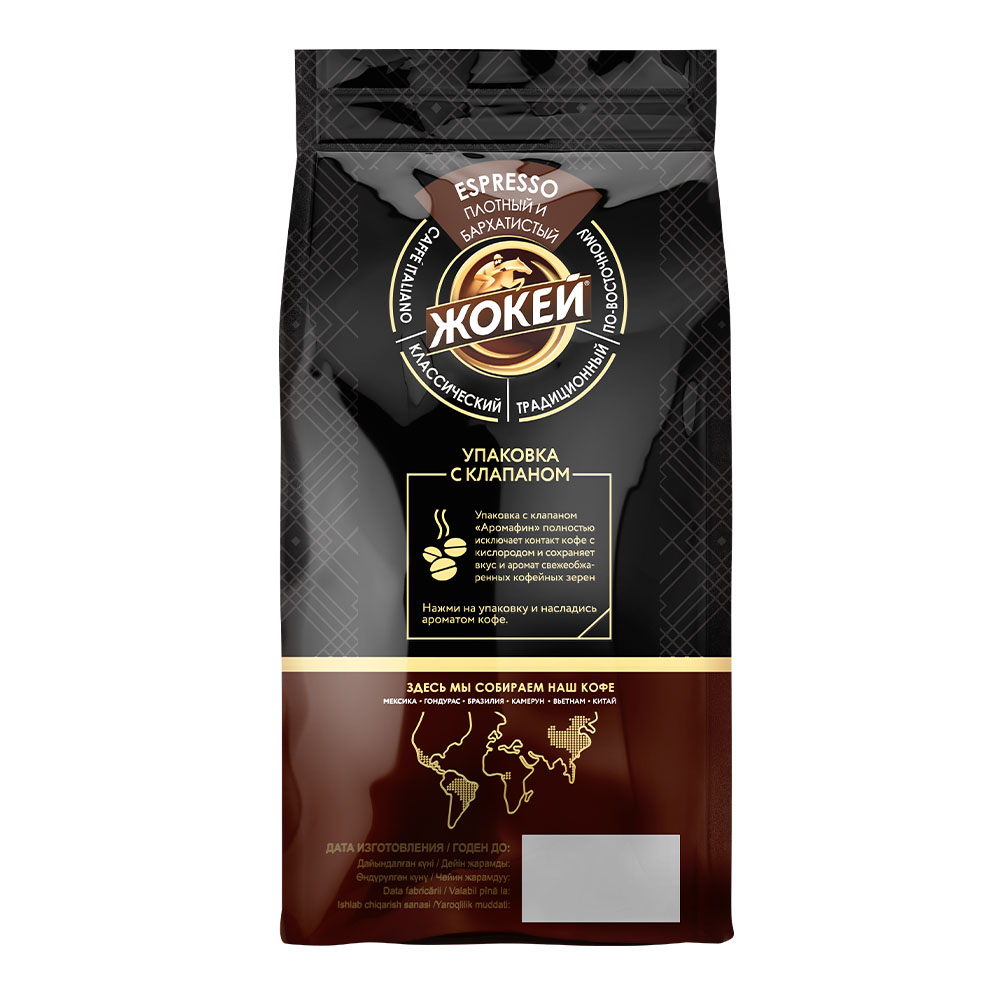 ESPRESSO
ПЛОТНЫЙ И
БАРХАТИСТЫЙ
CAFFÉ ITALIANO
ПО-ВОСТОЧНОМУ
ЖОКЕЙ®
КЛАССИЧЕСКИЙ
ТРАДИЦИОННЫЙ
УПАКОВКА
С КЛАПАНОМ
Упаковка с клапаном
«Аромафин» полностью
исключает контакт кофе с
кислородом и сохраняет
вкус и аромат свежеобжа-
ренных кофейных зерен
Нажми на упаковку и насладись
ароматом кофе.
ЗДЕСЬ МЫ СОБИРАЕМ НАШ КОФЕ
МЕКСИКА • ГОНДУРАС • БРАЗИЛИЯ • КАМЕРУН • ВЬЕТНАМ • КИТАЙ
ДАТА ИЗГОТОВЛЕНИЯ / ГОДЕН ДО:
Дайындалған күні / Дейін жарамды:
Өндүрүлгөн күнү / Чейин жарамдуу:
Data fabricării / Valabil pînă la:
Ishlab chiqarish sanasi /Yaroqlilik muddati: